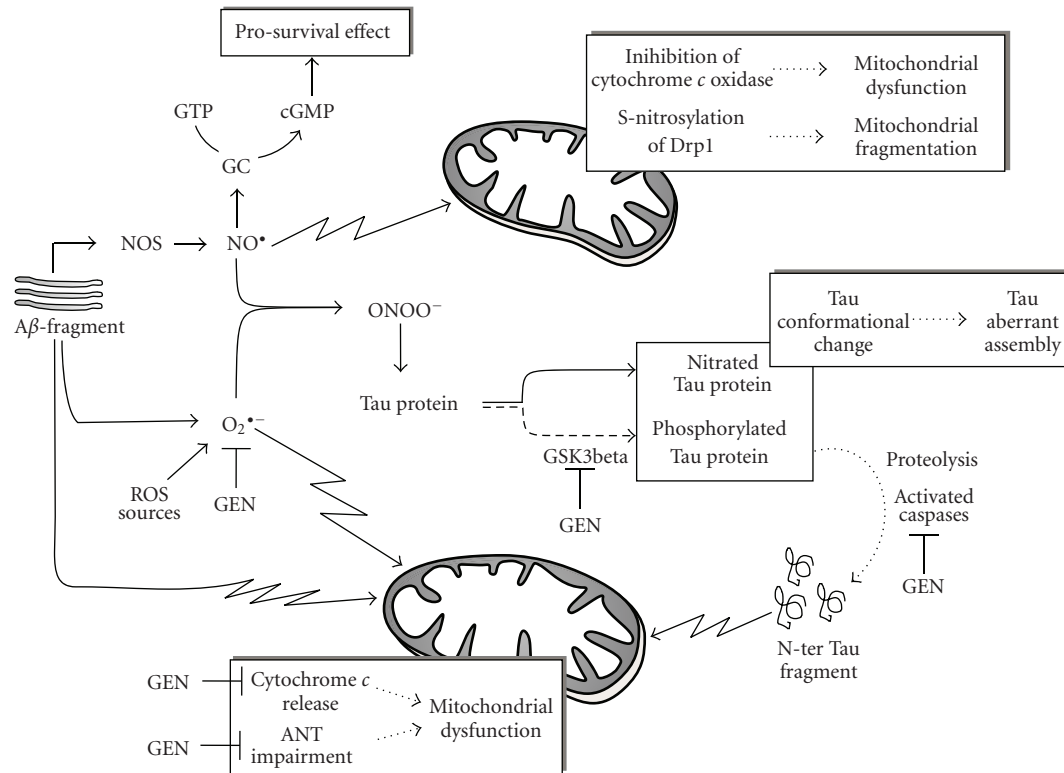 Pro-survival effect
GTP
cGMP
GC
Inihibition of
cytochrome c oxidase
Mitochondrial
dysfunction
S-nitrosylation
of Drp1
Mitochondrial
fragmentation
NOS
NO•
Aβ-fragment
ONOO⁻
Tau
conformational
change
Tau
aberrant
assembly
Nitrated
Tau protein
Tau protein
Phosphorylated
Tau protein
O₂•⁻
GSK3beta
ROS
sources
GEN
GEN
Proteolysis
Activated
caspases
GEN
N-ter Tau
fragment
GEN
Cytochrome c
release
Mitochondrial
dysfunction
GEN
ANT
impairment